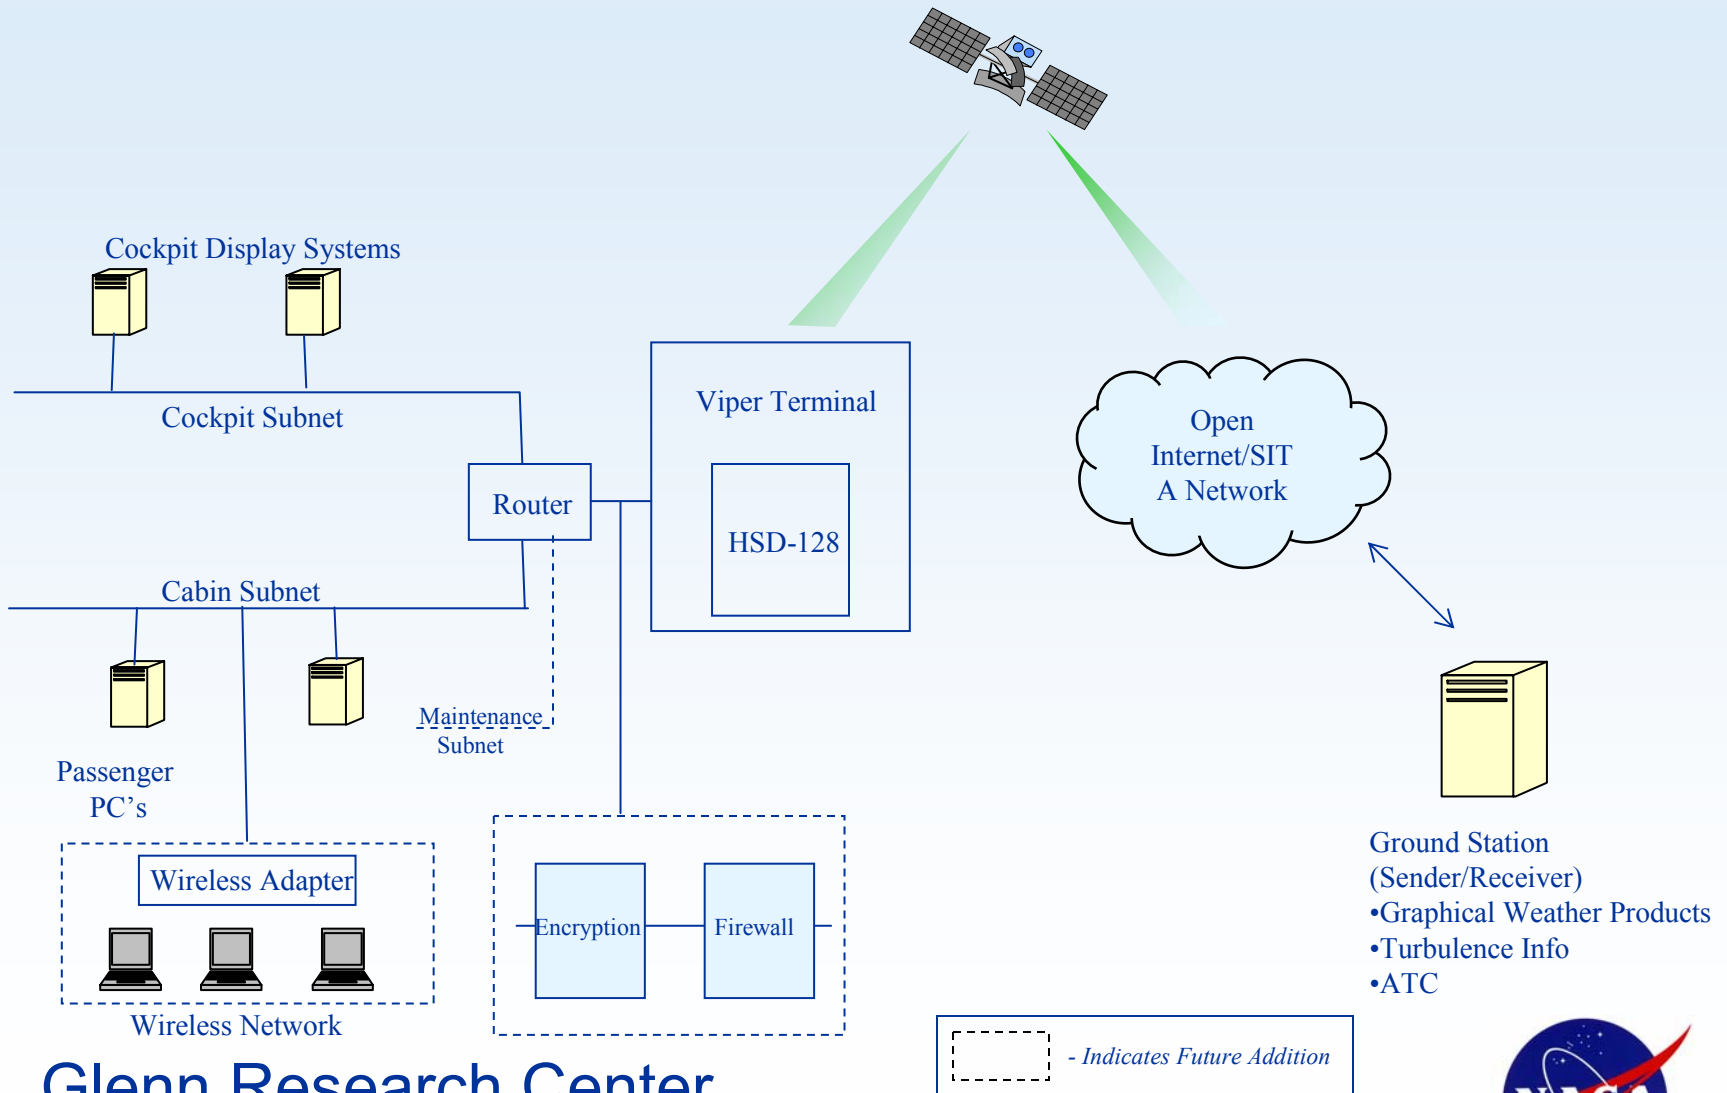 Cockpit Display Systems
Cockpit Subnet
Viper Terminal
HSD-128
Open
Internet/SIT
A Network
Router
Cabin Subnet
Maintenance
Subnet
Passenger
PC’s
Wireless Adapter
Wireless Network
Encryption
Firewall
Ground Station
(Sender/Receiver)
•Graphical Weather Products
•Turbulence Info
•ATC
- Indicates Future Addition
Glenn Research Center
NASA